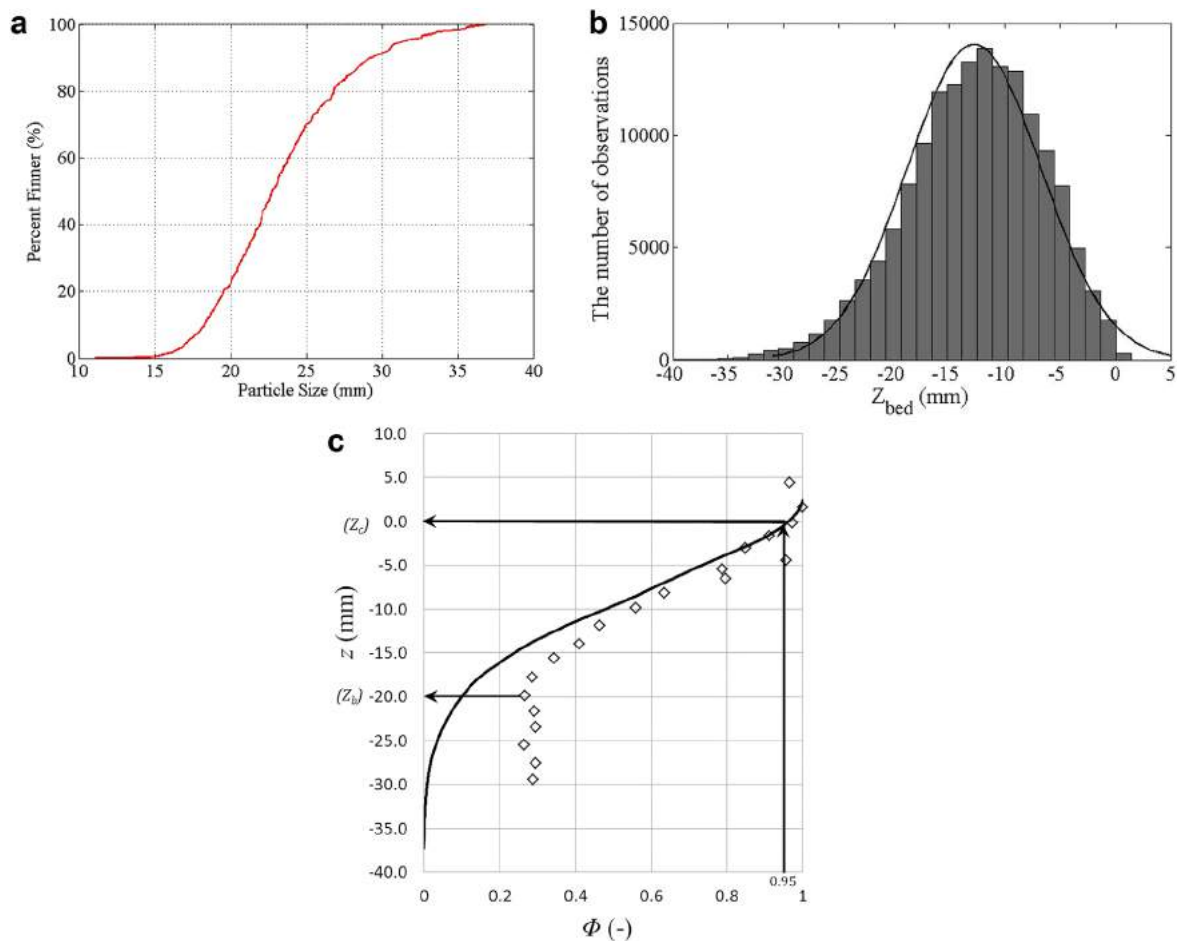 a
100
80
60
40
20
0
Percent Finner (%)
10 15 20 25 30 35 40
Particle Size (mm)
b
15000
10000
5000
0
The number of observations
-40 -35 -30 -25 -20 -15 -10 -5 0 5
Z_bed (mm)
c
10.0
5.0
(Z_c) 0.0
-5.0
-10.0
-15.0
(Z_b) -20.0
-25.0
-30.0
-35.0
-40.0
z (mm)
0.95
0 0.2 0.4 0.6 0.8 1
Φ (-)